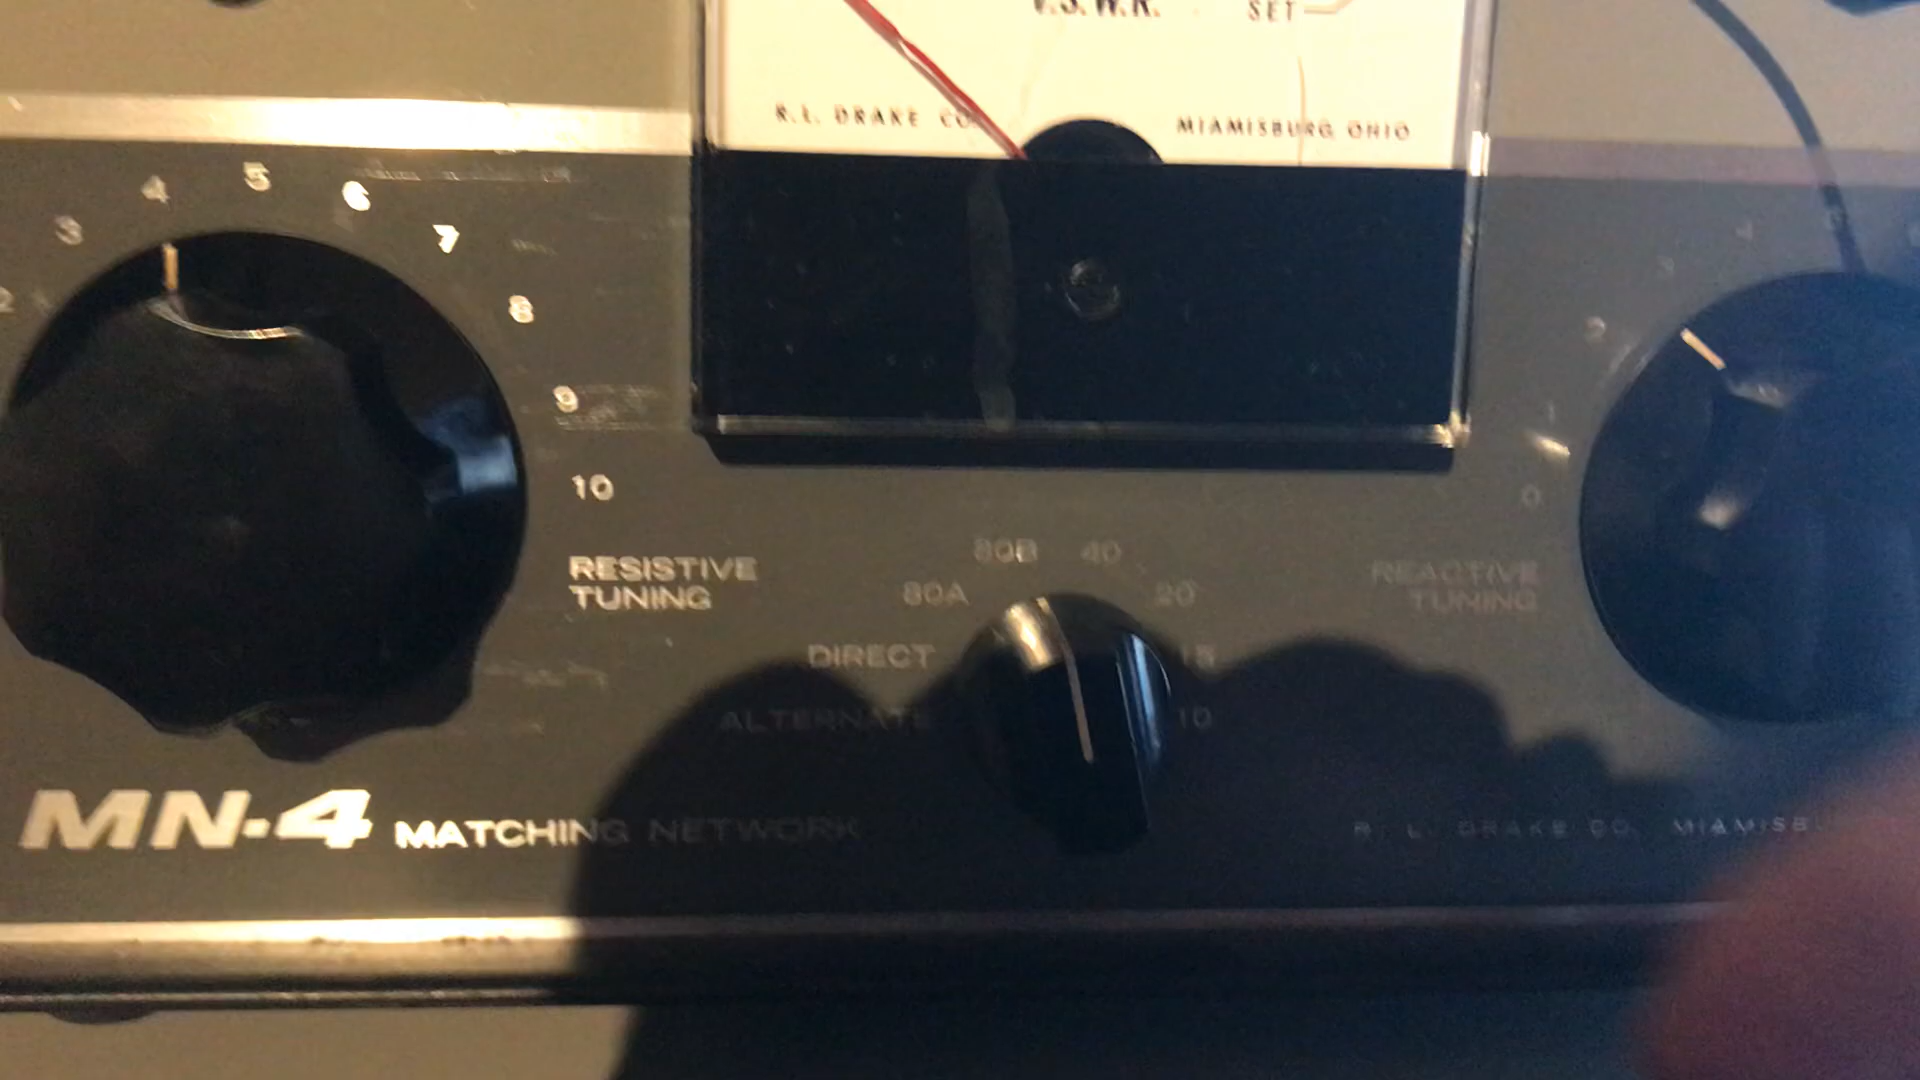 V.S.W.R.
SET
R.L. DRAKE CO.
MIAMISBURG OHIO
2
3
4
5
6
7
8
9
10
RESISTIVE
TUNING
80A
80B
40
20
15
10
DIRECT
ALTERNATE
0
REACTIVE
TUNING
MN-4 MATCHING NETWORK
R. L. DRAKE CO. MIAMISBU